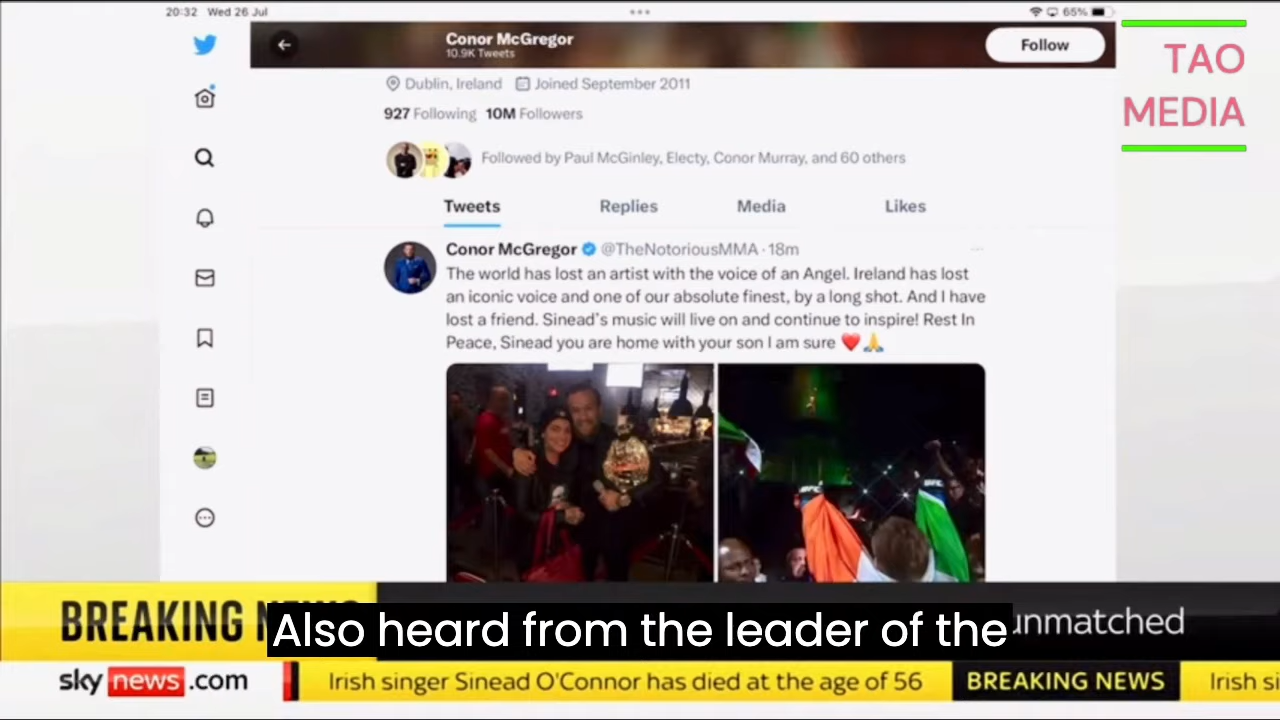 20:32 Wed 26 Jul
65%
Conor McGregor
10.9K Tweets
Follow
TAO
MEDIA
Dublin, Ireland Joined September 2011
927 Following 10M Followers
Followed by Paul McGinley, Electy, Conor Murray, and 60 others
Tweets Replies Media Likes
Conor McGregor @TheNotoriousMMA · 18m
The world has lost an artist with the voice of an Angel. Ireland has lost
an iconic voice and one of our absolute finest, by a long shot. And I have
lost a friend. Sinead's music will live on and continue to inspire! Rest In
Peace, Sinead you are home with your son I am sure ❤️🙏
UFC
BREAKING
Also heard from the leader of the
unmatched
sky news .com
Irish singer Sinead O'Connor has died at the age of 56 BREAKING NEWS Irish si